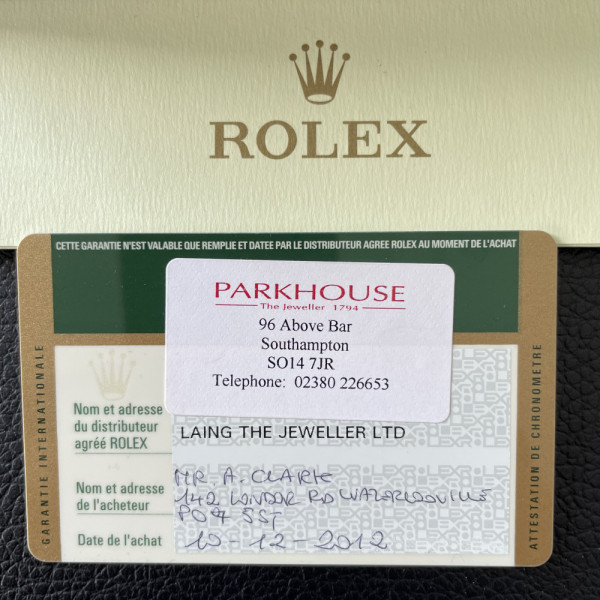 ROLEX
CETTE GARANTIE N'EST VALABLE QUE REMPLIE ET DATEE PAR LE DISTRIBUTEUR AGREE ROLEX AU MOMENT DE L'ACHAT
PARKHOUSE
The Jeweller 1794
96 Above Bar
Southampton
SO14 7JR
Telephone: 02380 226653
GARANTIE INTERNATIONALE
Nom et adresse
du distributeur
agréé ROLEX
LAING THE JEWELLER LTD
Nom et adresse
de l'acheteur
MR. A. CLARK
142 LONDON RD WATERLOOVILLE
PO7 5ST
Date de l'achat
10-12-2012
ATTESTATION DE CHRONOMETRE